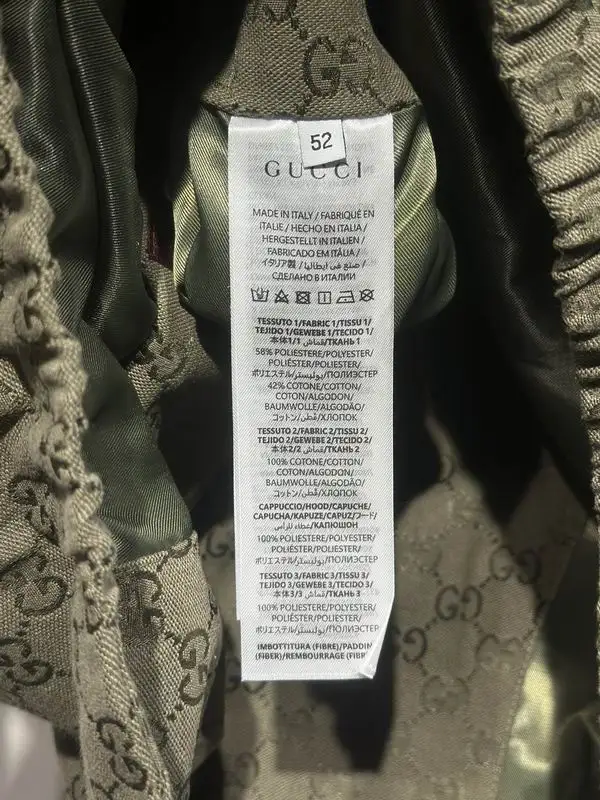 52
GUCCI
MADE IN ITALY / FABRIQUÉ EN
ITALIE / HECHO EN ITALIA /
HERGESTELLT IN ITALIEN /
FABRICADO EM ITÁLIA /
イタリア製 / صنع في ايطاليا /
СДЕЛАНО В ИТАЛИИ
TESSUTO 1/FABRIC 1/TISSU 1/
TEJIDO 1/GEWEBE 1/TECIDO 1/
本体1/1 قماش/ТКАНЬ 1
58% POLIESTERE/POLYESTER/
POLIÉSTER/POLIESTER/
ポリエステル/بوليستر/ПОЛИЭСТЕР
42% COTONE/COTTON/
COTON/ALGODON/
BAUMWOLLE/ALGODÃO/
コットン/قطن/ХЛОПОК
TESSUTO 2/FABRIC 2/TISSU 2/
TEJIDO 2/GEWEBE 2/TECIDO 2/
本体2/2 قماش/ТКАНЬ 2
100% COTONE/COTTON/
COTON/ALGODON/
BAUMWOLLE/ALGODÃO/
コットン/قطن/ХЛОПОК
CAPPUCCIO/HOOD/CAPUCHE/
CAPUCHA/KAPUZE/CAPUZ/フード/
غطاء للرأس/КАПЮШОН
100% POLIESTERE/POLYESTER/
POLIÉSTER/POLIESTER/
ポリエステル/بوليستر/ПОЛИЭСТЕР
TESSUTO 3/FABRIC 3/TISSU 3/
TEJIDO 3/GEWEBE 3/TECIDO 3/
本体3/3 قماش/ТКАНЬ 3
100% POLIESTERE/POLYESTER/
POLIÉSTER/POLIESTER/
ポリエステル/بوليستر/ПОЛИЭСТЕР
IMBOTTITURA (FIBRE)/PADDIN
(FIBER)/REMBOURRAGE (FIBR